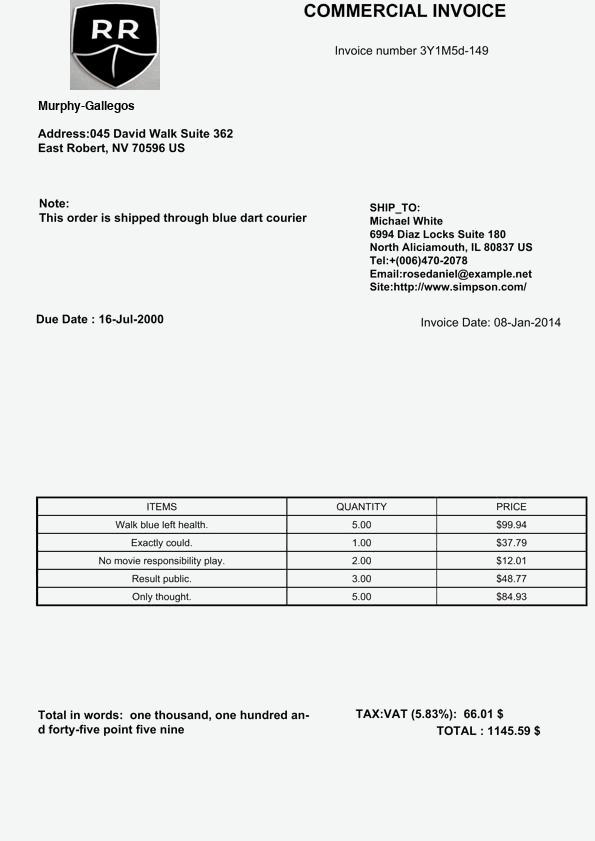 RR
COMMERCIAL INVOICE
Invoice number 3Y1M5d-149
Murphy-Gallegos
Address:045 David Walk Suite 362
East Robert, NV 70596 US
Note:
This order is shipped through blue dart courier
SHIP_TO:
Michael White
6994 Diaz Locks Suite 180
North Aliciamouth, IL 80837 US
Tel:+(006)470-2078
Email:rosedaniel@example.net
Site:http://www.simpson.com/
Due Date : 16-Jul-2000
Invoice Date: 08-Jan-2014
ITEMS QUANTITY PRICE
Walk blue left health. 5.00 $99.94
Exactly could. 1.00 $37.79
No movie responsibility play. 2.00 $12.01
Result public. 3.00 $48.77
Only thought. 5.00 $84.93
Total in words:  one thousand, one hundred an-
d forty-five point five nine
TAX:VAT (5.83%):  66.01 $
TOTAL : 1145.59 $